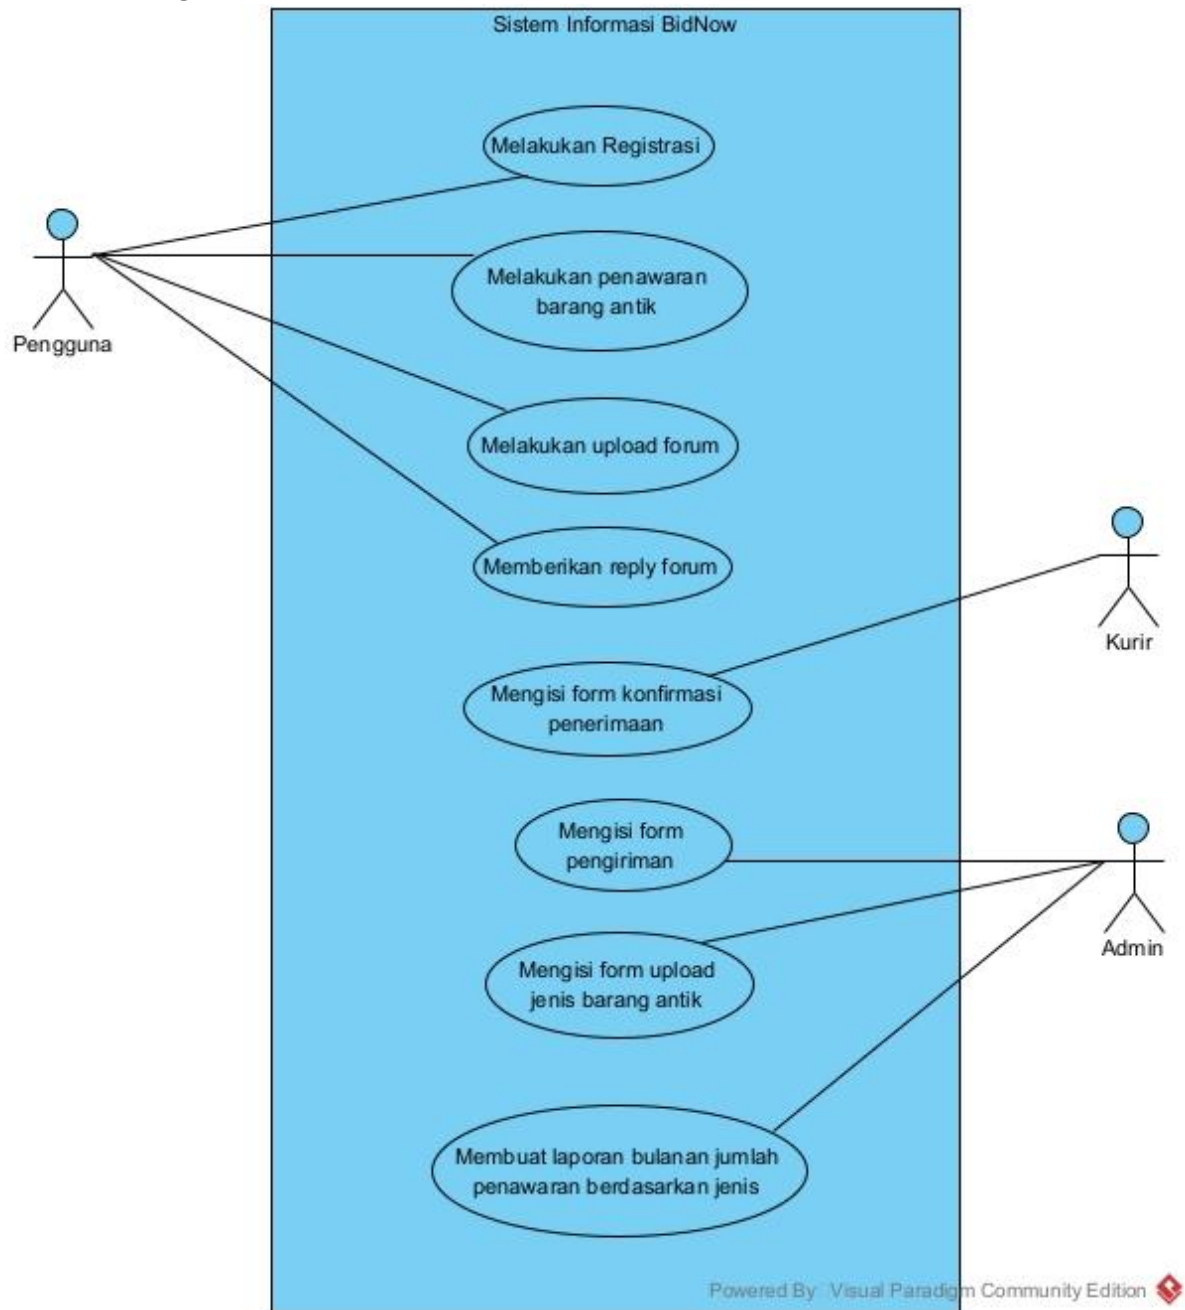 Sistem Informasi BidNow
Melakukan Registrasi
Melakukan penawaran
barang antik
Pengguna
Melakukan upload forum
Memberikan reply forum
Kurir
Mengisi form konfirmasi
penerimaan
Mengisi form
pengiriman
Admin
Mengisi form upload
jenis barang antik
Membuat laporan bulanan jumlah
penawaran berdasarkan jenis
Powered By Visual Paradigm Community Edition